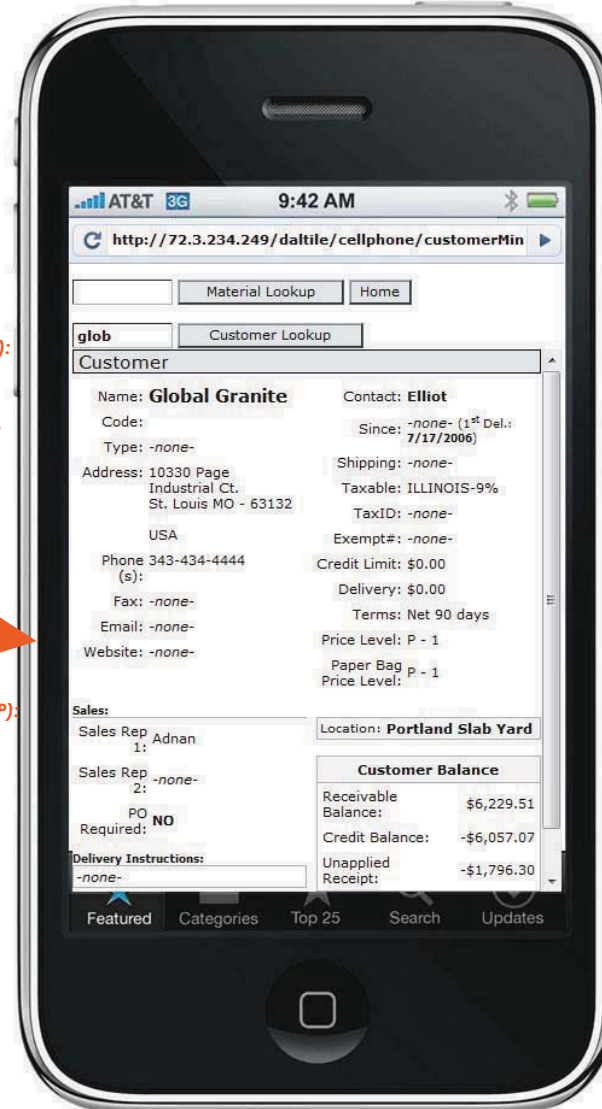 AT&T 3G 9:42 AM
http://72.3.234.249/daltile/cellphone/customerMin
Material Lookup Home
glob Customer Lookup
Customer
Name: Global Granite
Code:
Type: -none-
Address: 10330 Page
Industrial Ct.
St. Louis MO - 63132
USA
Phone 343-434-4444
(s):
Fax: -none-
Email: -none-
Website: -none-
Contact: Elliot
Since: -none- (1st Del.:
7/17/2006)
Shipping: -none-
Taxable: ILLINOIS-9%
TaxID: -none-
Exempt#: -none-
Credit Limit: $0.00
Delivery: $0.00
Terms: Net 90 days
Price Level: P - 1
Paper Bag
Price Level: P - 1
Sales:
Sales Rep
1: Adnan
Sales Rep
2: -none-
PO
Required: NO
Delivery Instructions:
-none-
Location: Portland Slab Yard
Customer Balance
Receivable
Balance: $6,229.51
Credit Balance: -$6,057.07
Unapplied
Receipt: -$1,796.30
Featured Categories Top 25 Search Updates
):
P):